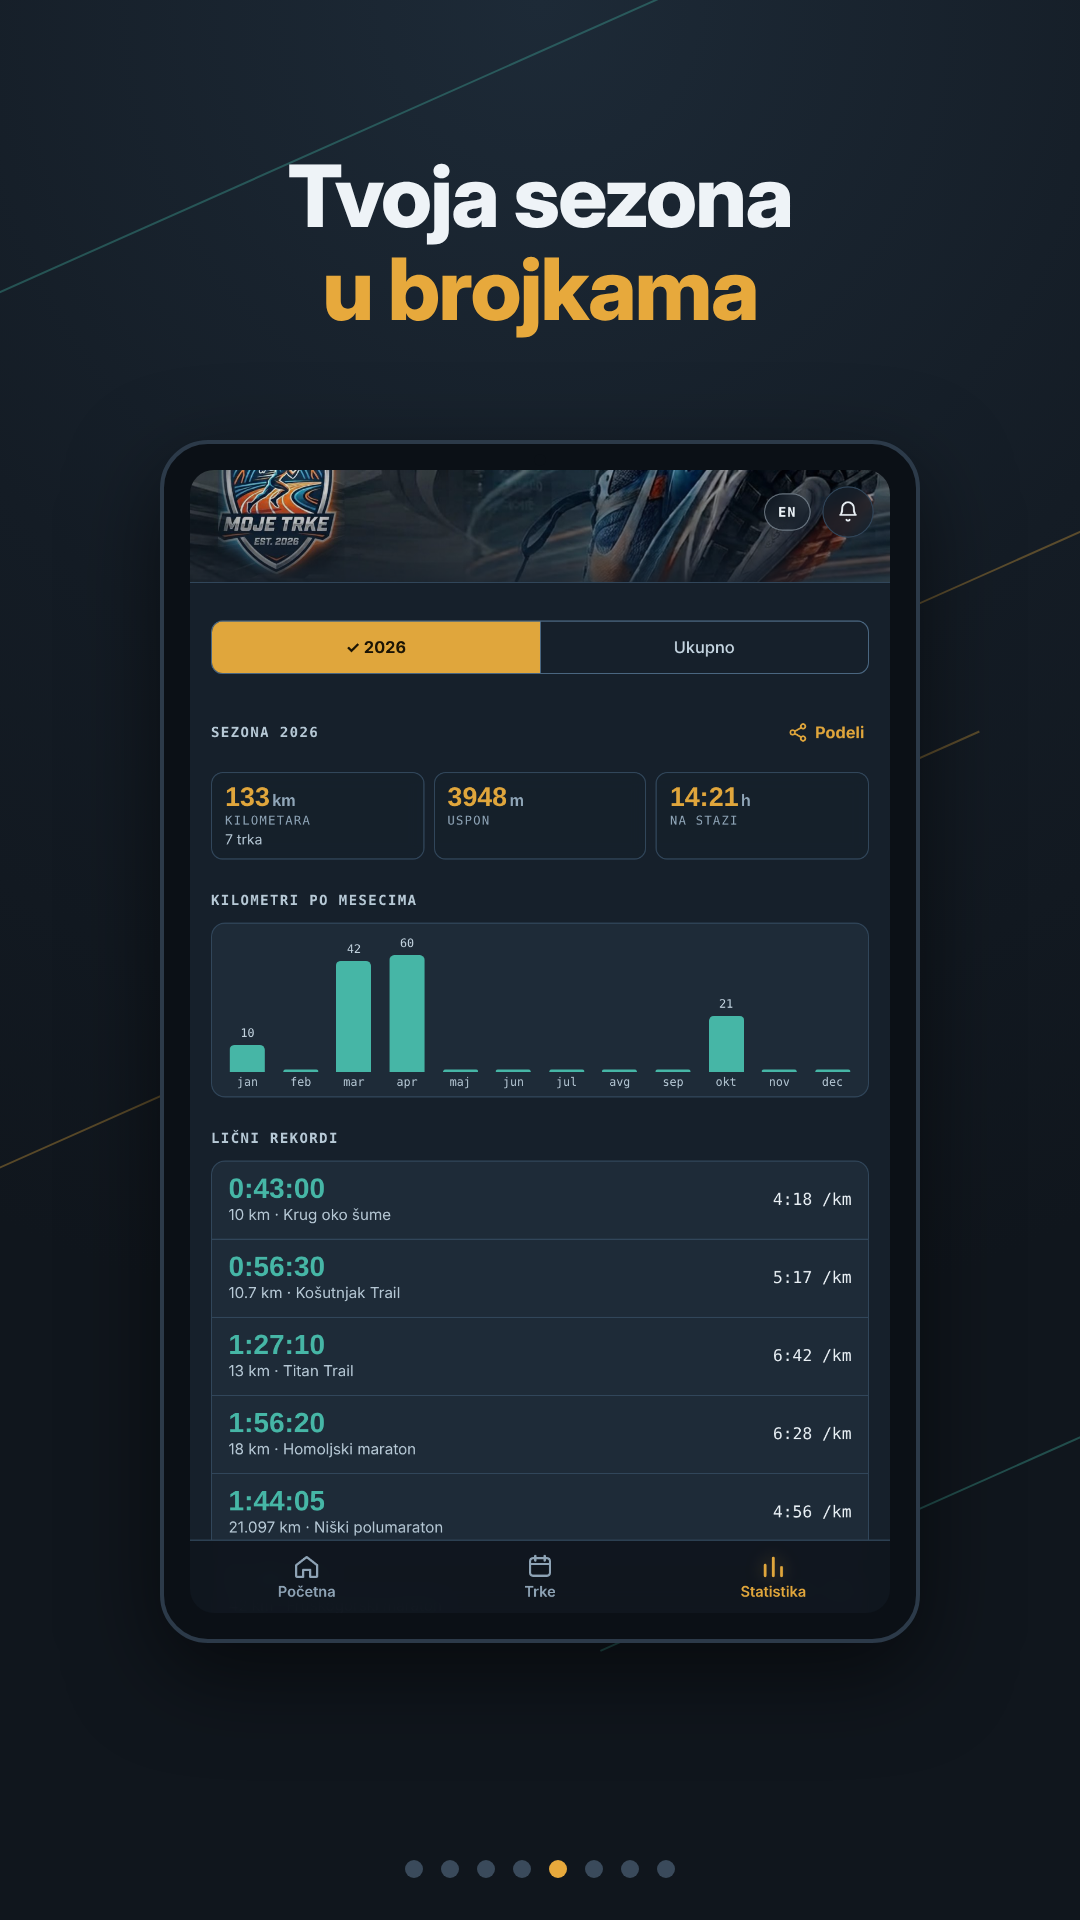 Tvoja sezona
u brojkama
MOJE TRKE
EST. 2026
EN
✓ 2026
Ukupno
SEZONA 2026
Podeli
133 km
KILOMETARA
7 trka
3948 m
USPON
14:21 h
NA STAZI
KILOMETRI PO MESECIMA
10
42
60
21
jan feb mar apr maj jun jul avg sep okt nov dec
LIČNI REKORDI
0:43:00
10 km · Krug oko šume
4:18 /km
0:56:30
10.7 km · Košutnjak Trail
5:17 /km
1:27:10
13 km · Titan Trail
6:42 /km
1:56:20
18 km · Homoljski maraton
6:28 /km
1:44:05
21.097 km · Niški polumaraton
4:56 /km
Početna
Trke
Statistika